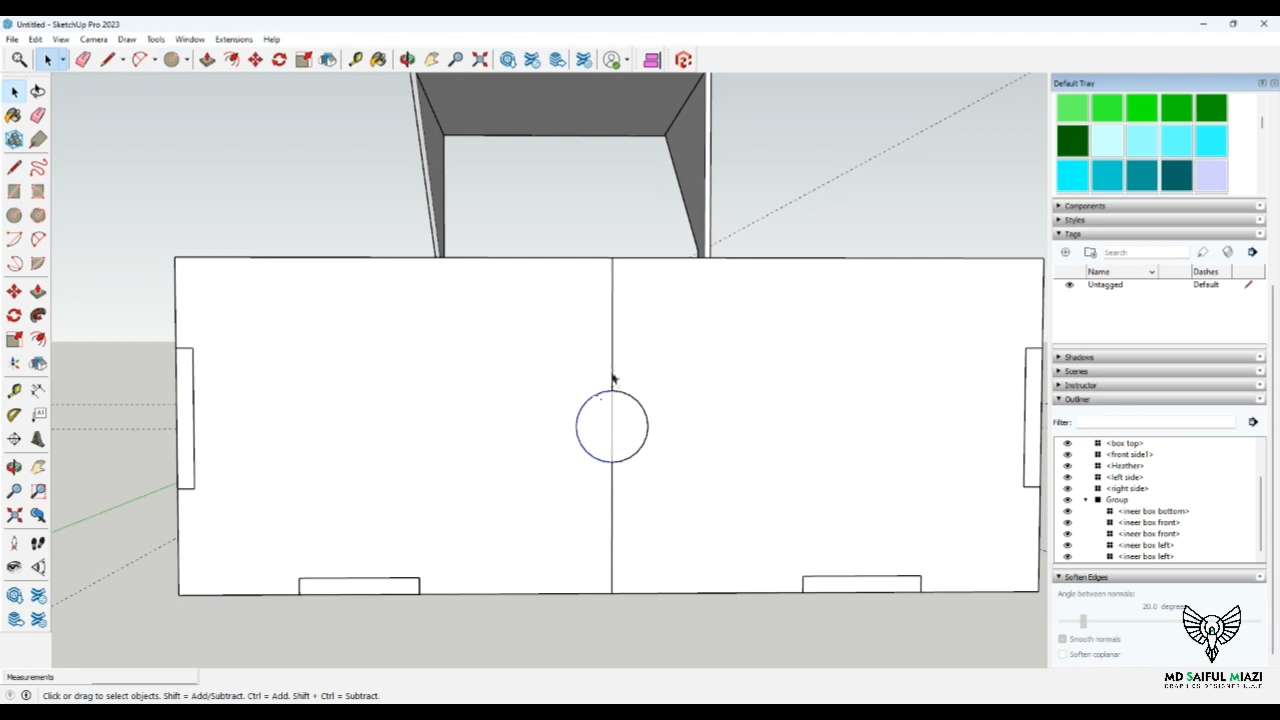 Untitled - SketchUp Pro 2023
File Edit View Camera Draw Tools Window Extensions Help
Default Tray
Components
Styles
Tags
Search
Name Dashes
Untagged Default
Shadows
Scenes
Instructor
Outliner
Filter:
<box top>
<front side1>
<Heather>
<left side>
<right side>
Group
<ineer box bottom>
<ineer box front>
<ineer box front>
<ineer box left>
<ineer box left>
Soften Edges
Angle between normals:
20.0 degrees
Smooth normals
Soften coplanar
MD SAIFUL MIAZI
Measurements
Click or drag to select objects. Shift = Add/Subtract. Ctrl = Add. Shift + Ctrl = Subtract.